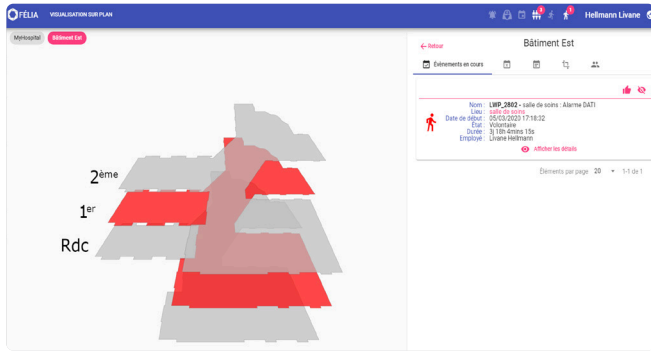 FÉLIA VISUALISATION SUR PLAN 3 1 Hellmann Livane
MyHospital Bâtiment Est
Retour Bâtiment Est
Evénements en cours
Nom : LWP_2802 - salle de soins : Alarme DATI
Lieu : salle de soins
Date de début : 05/03/2020 17:18:32
État : Volontaire
Durée : 3j 18h 4mins 15s
Employé : Livane Hellmann
Afficher les détails
Éléments par page 20 1-1 de 1
2ème
1er
Rdc